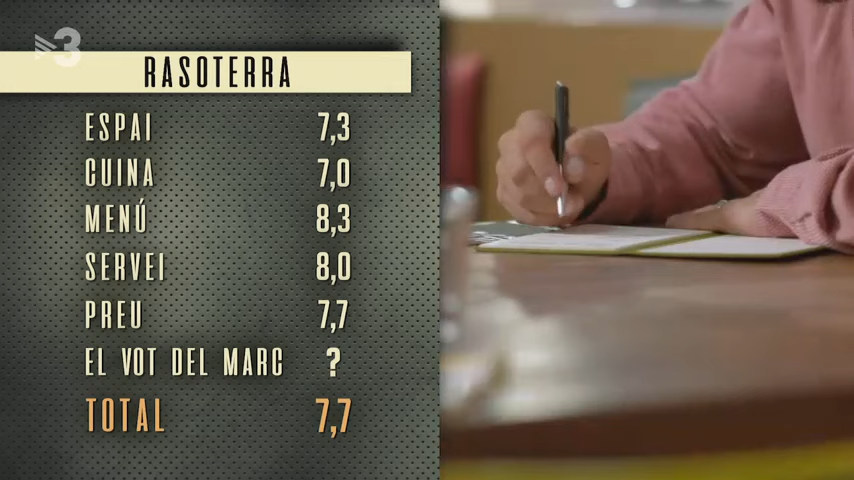 3
RASOTERRA
ESPAI 7,3
CUINA 7,0
MENÚ 8,3
SERVEI 8,0
PREU 7,7
EL VOT DEL MARC ?
TOTAL 7,7